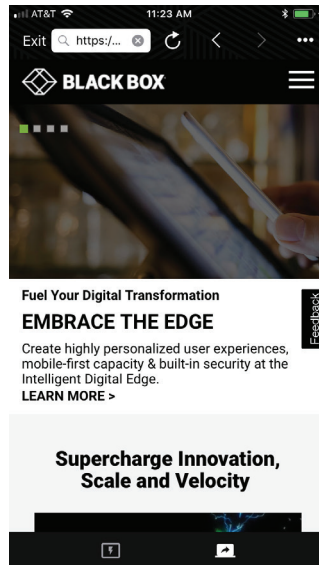 AT&T 11:23 AM
Exit https:/...
BLACK BOX
Fuel Your Digital Transformation
EMBRACE THE EDGE
Create highly personalized user experiences,
mobile-first capacity & built-in security at the
Intelligent Digital Edge.
LEARN MORE >
Feedback
Supercharge Innovation,
Scale and Velocity